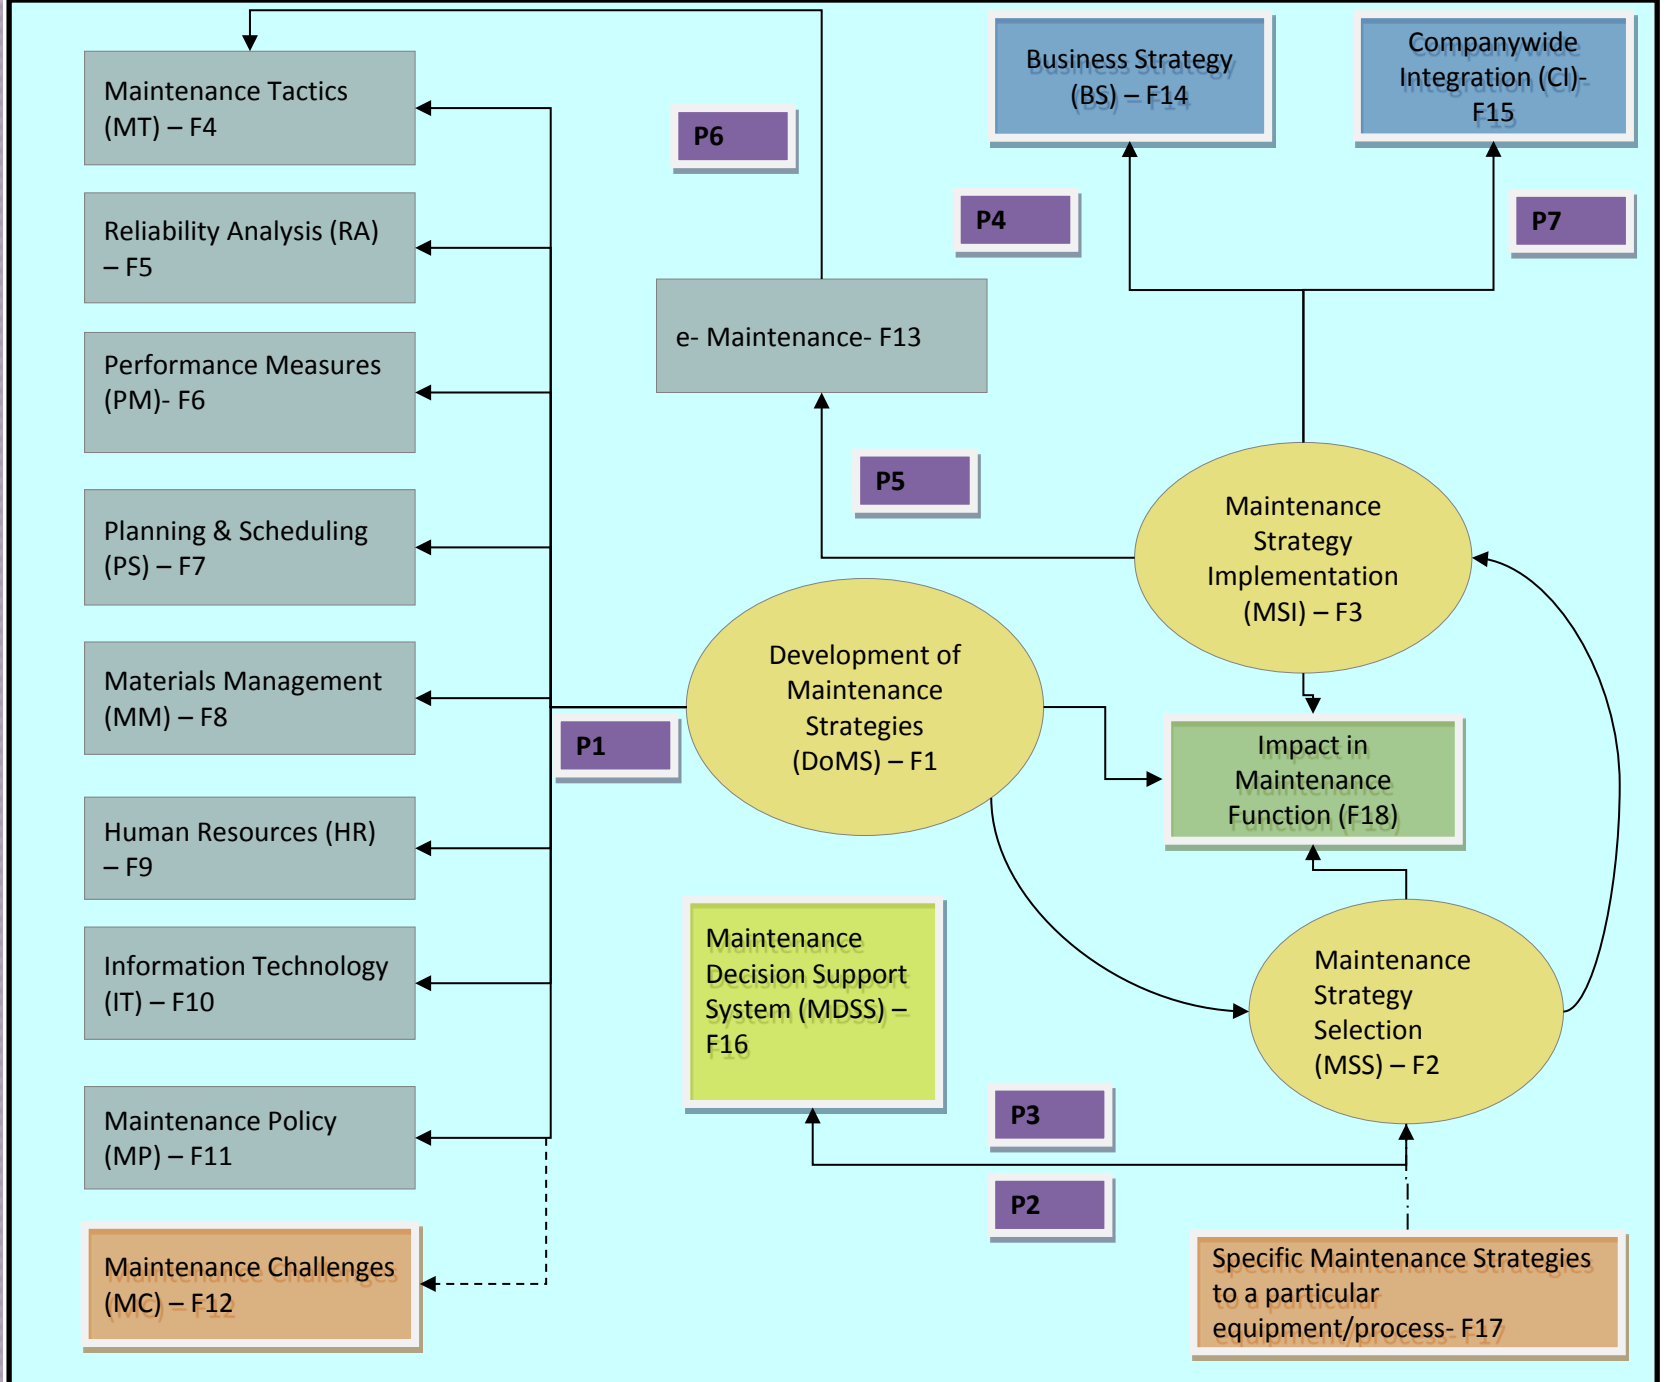 Maintenance Tactics
(MT) – F4
Reliability Analysis (RA)
– F5
Performance Measures
(PM)- F6
Planning & Scheduling
(PS) – F7
Materials Management
(MM) – F8
Human Resources (HR)
– F9
Information Technology
(IT) – F10
Maintenance Policy
(MP) – F11
Maintenance Challenges
(MC) – F12
P6
e- Maintenance- F13
P5
P1
Business Strategy
(BS) – F14
Companywide
Integration (CI)-
F15
P4
P7
Maintenance
Strategy
Implementation
(MSI) – F3
Development of
Maintenance
Strategies
(DoMS) – F1
Impact in
Maintenance
Function (F18)
Maintenance
Decision Support
System (MDSS) –
F16
Maintenance
Strategy
Selection
(MSS) – F2
P3
P2
Specific Maintenance Strategies
to a particular
equipment/process- F17